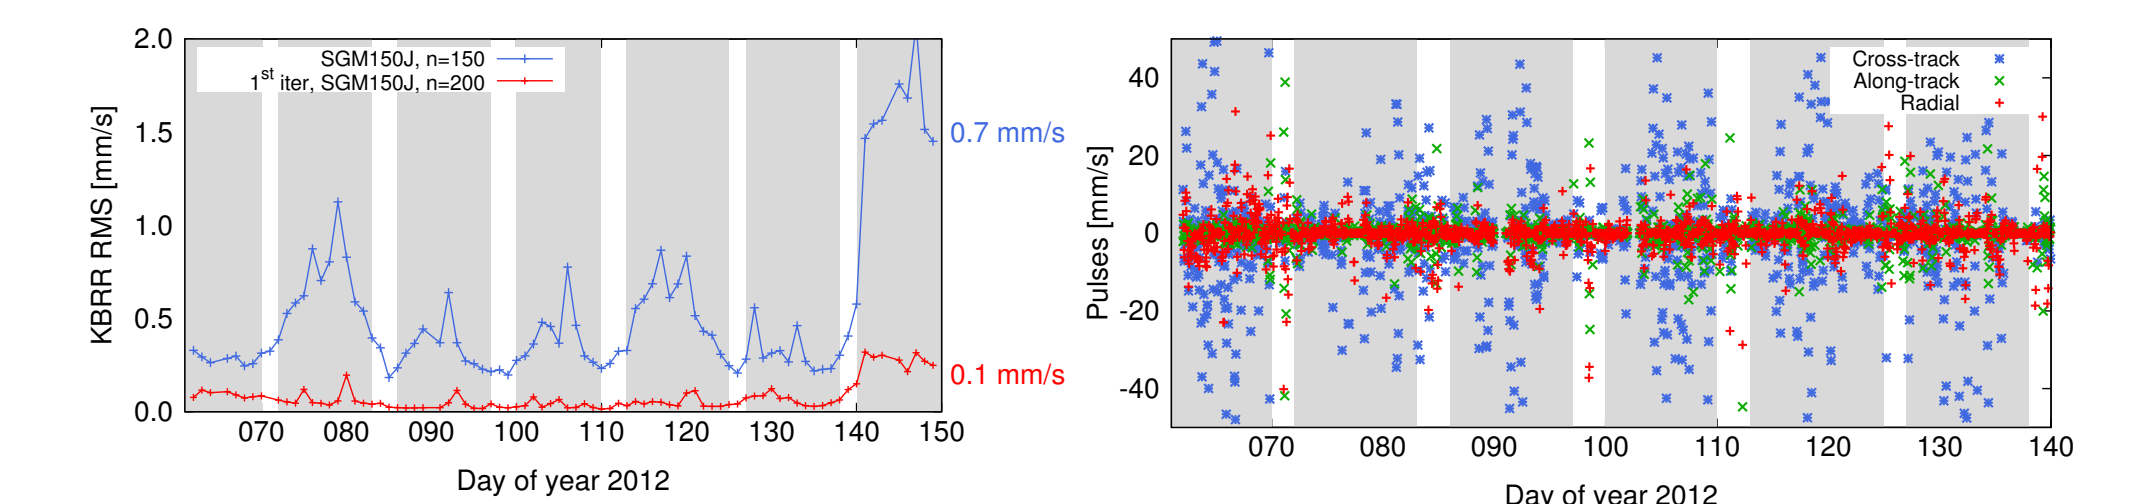 2.0
1.5
1.0
0.5
0.0
KBRR RMS [mm/s]
SGM150J, n=150
1st iter, SGM150J, n=200
0.7 mm/s
0.1 mm/s
070 080 090 100 110 120 130 140 150
Day of year 2012
40
20
0
-20
-40
Pulses [mm/s]
Cross-track
Along-track
Radial
070 080 090 100 110 120 130 140
Day of year 2012